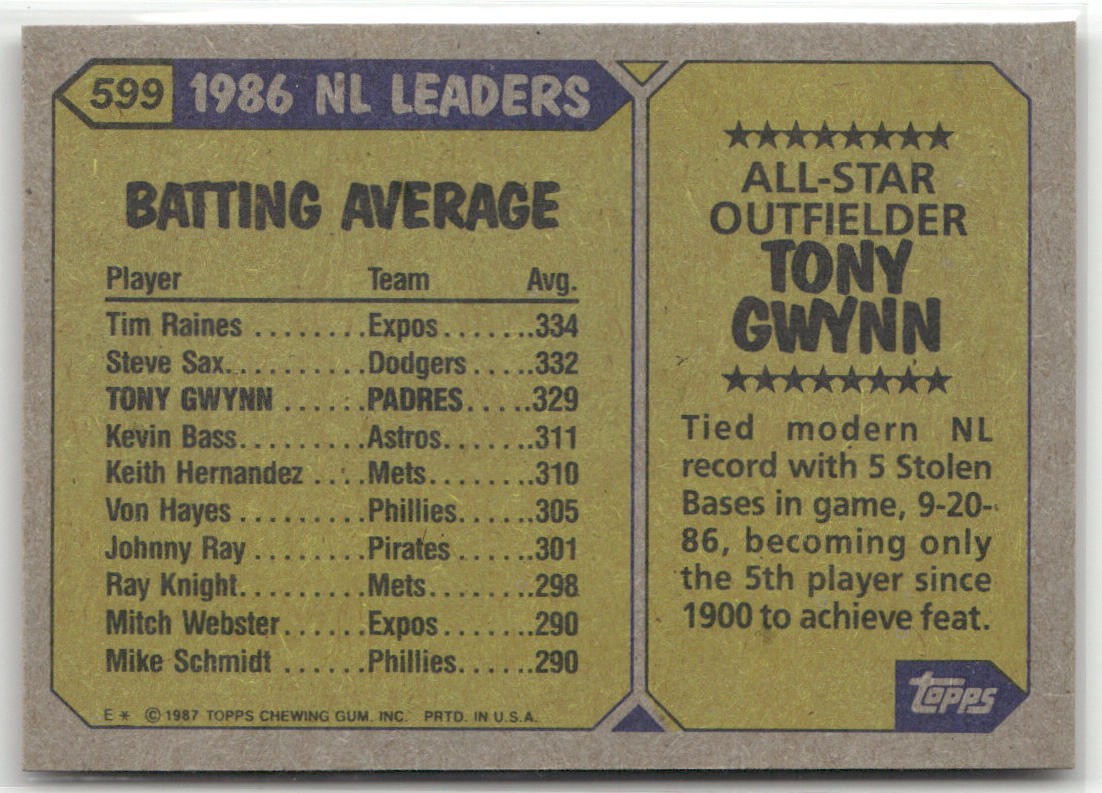 599 1986 NL LEADERS
BATTING AVERAGE
Player Team Avg.
Tim Raines ........Expos.......334
Steve Sax..........Dodgers.....332
TONY GWYNN ......PADRES.....329
Kevin Bass.........Astros.......311
Keith Hernandez ....Mets........310
Von Hayes .........Phillies......305
Johnny Ray ........Pirates ......301
Ray Knight.........Mets........298
Mitch Webster......Expos.......290
Mike Schmidt ......Phillies......290
E* © 1987 TOPPS CHEWING GUM, INC. PRTD. IN U.S.A.
★★★★★★★★
ALL-STAR
OUTFIELDER
TONY
GWYNN
★★★★★★★★
Tied modern NL
record with 5 Stolen
Bases in game, 9-20-
86, becoming only
the 5th player since
1900 to achieve feat.
topps